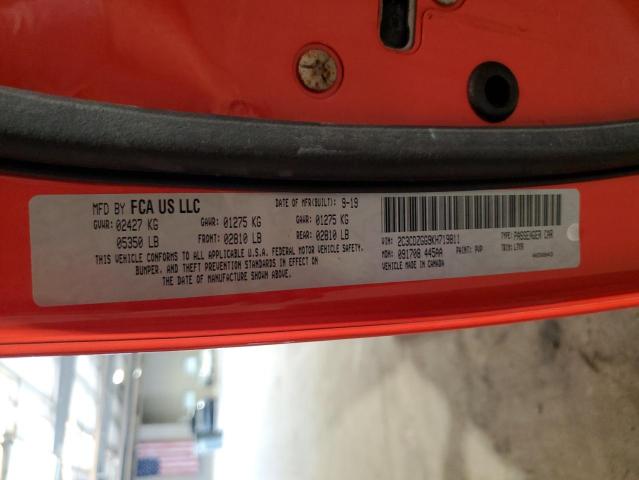 MFD BY FCA US LLC
DATE OF MFR(BUILT): 9-19
GVWR: 02427 KG
GAWR: 01275 KG
GAWR: 01275 KG
05350 LB
FRONT: 02810 LB
REAR: 02810 LB
THIS VEHICLE CONFORMS TO ALL APPLICABLE U.S.A. FEDERAL MOTOR VEHICLE SAFETY,
BUMPER, AND THEFT PREVENTION STANDARDS IN EFFECT ON
THE DATE OF MANUFACTURE SHOWN ABOVE.
VIN: 2C3CDZGG9KH719811
TYPE: PASSENGER CAR
MDH: 091708 445AA
PAINT: PVP
TRIM: L7X9
VEHICLE MADE IN CANADA